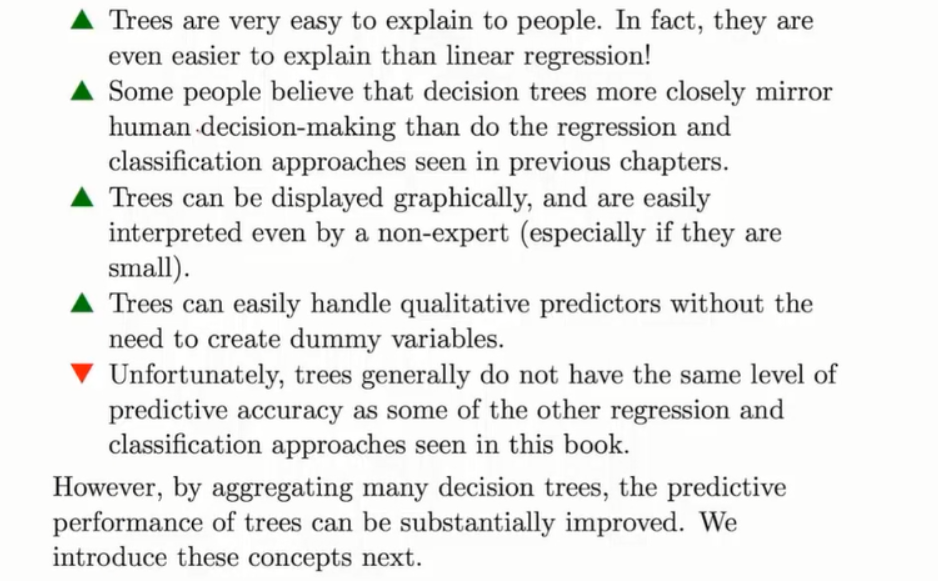 ▲ Trees are very easy to explain to people. In fact, they are
even easier to explain than linear regression!
▲ Some people believe that decision trees more closely mirror
human decision-making than do the regression and
classification approaches seen in previous chapters.
▲ Trees can be displayed graphically, and are easily
interpreted even by a non-expert (especially if they are
small).
▲ Trees can easily handle qualitative predictors without the
need to create dummy variables.
▼ Unfortunately, trees generally do not have the same level of
predictive accuracy as some of the other regression and
classification approaches seen in this book.
However, by aggregating many decision trees, the predictive
performance of trees can be substantially improved. We
introduce these concepts next.